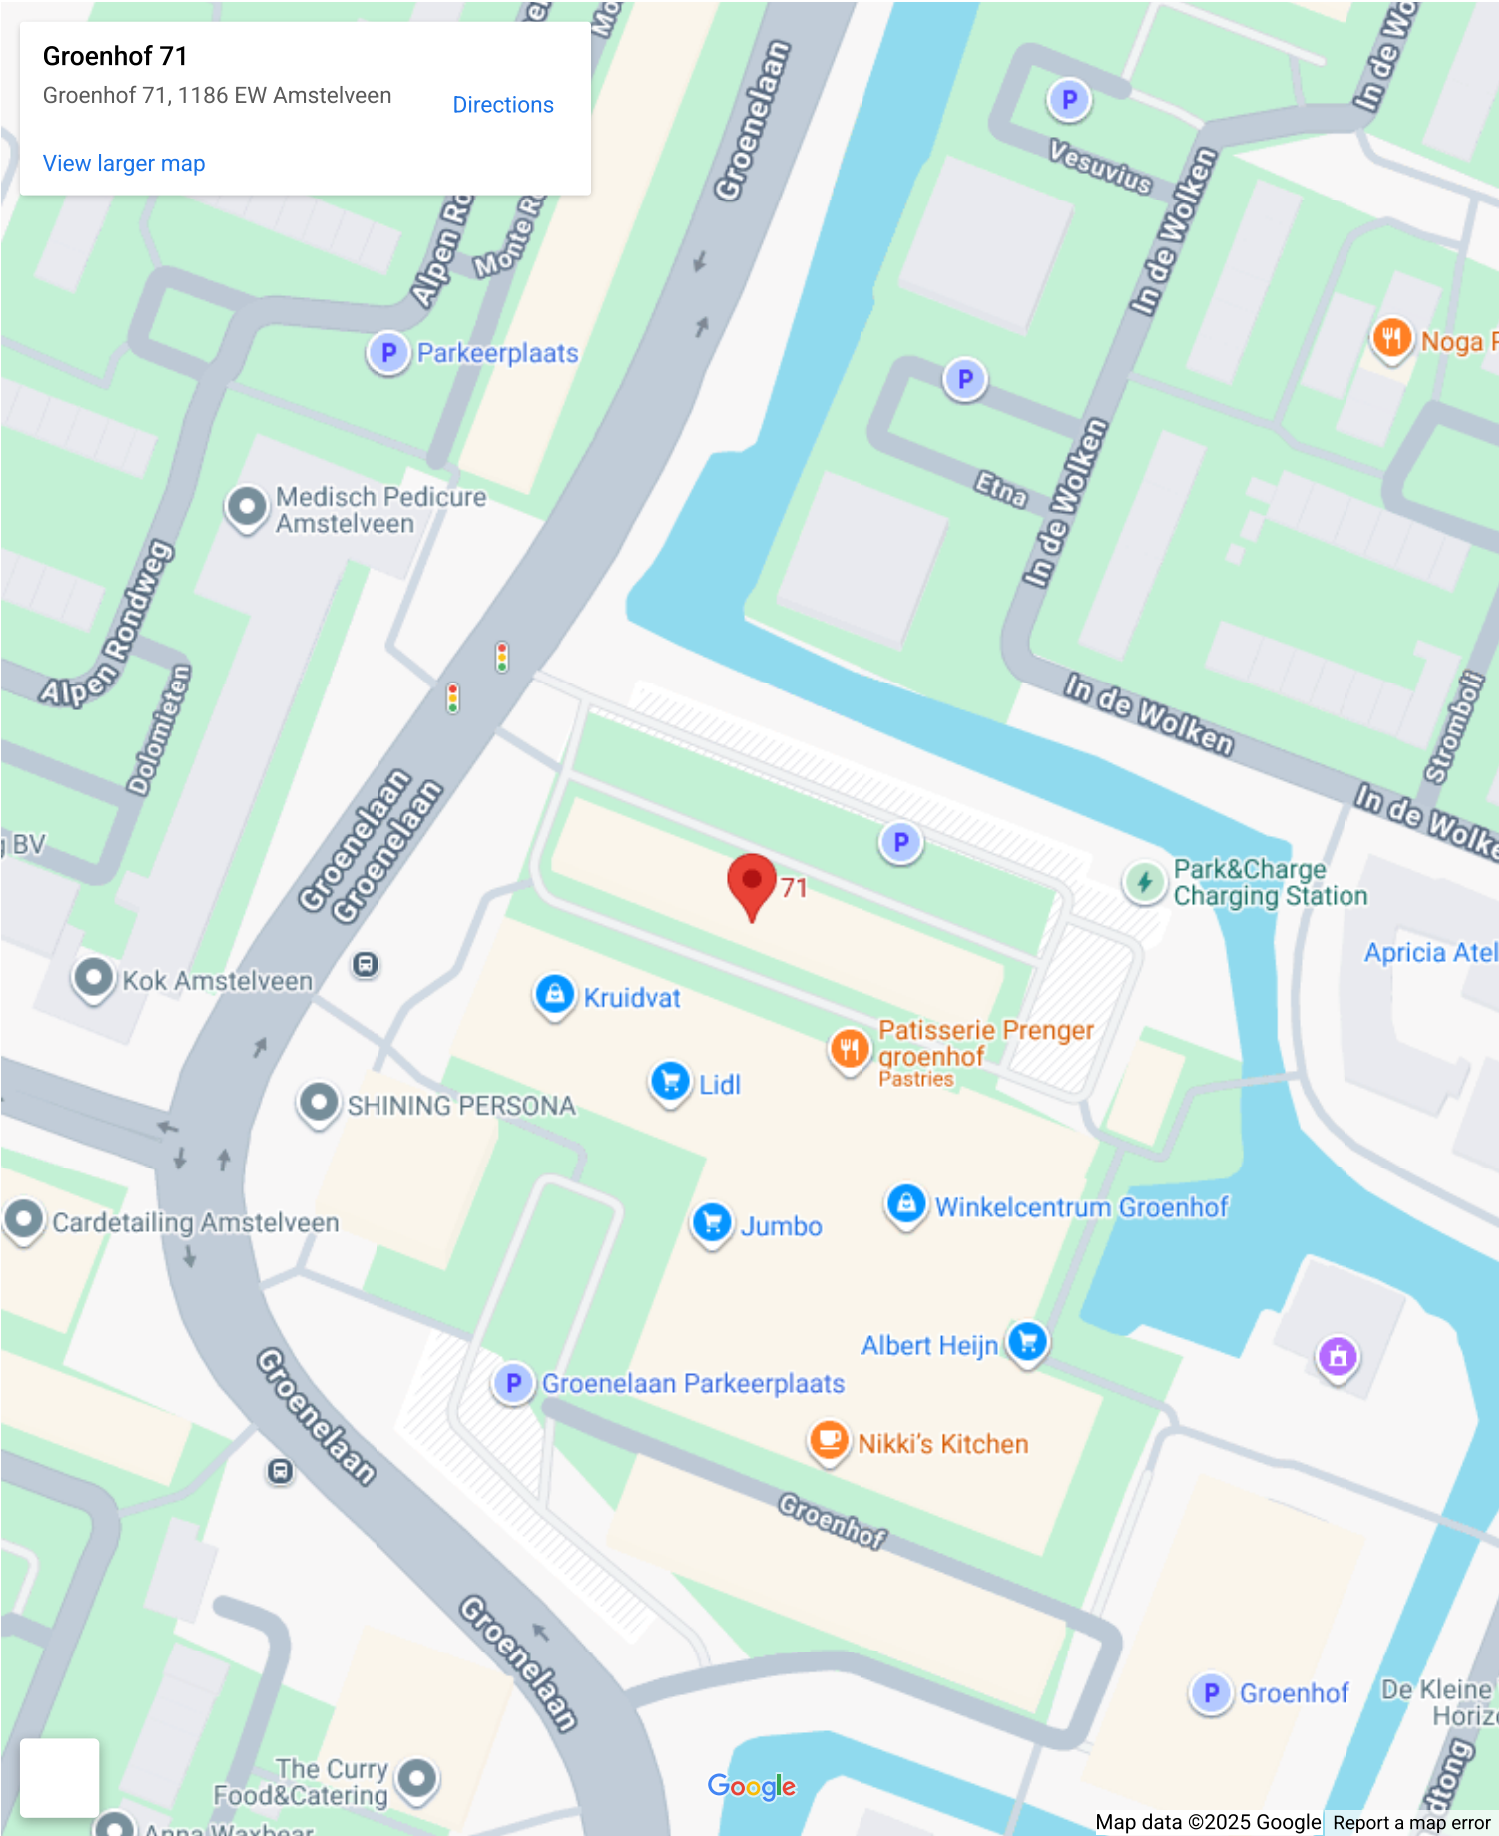 Groenhof 71
Groenhof 71, 1186 EW Amstelveen
Directions
View larger map
Groenelaan
In de Wo
Vesuvius
In de Wolken
Alpen Ro
Monte R
Parkeerplaats
Noga
Etna
In de Wolken
Medisch Pedicure
Amstelveen
Alpen Rondweg
Dolomieten
In de Wolken
Stromboli
In de Wolke
Groenelaan
Groenelaan
BV
71
Park&Charge
Charging Station
Apricia Atel
Kok Amstelveen
Kruidvat
Patisserie Prenger
groenhof
Pastries
Lidl
SHINING PERSONA
Cardetailing Amstelveen
Jumbo
Winkelcentrum Groenhof
Albert Heijn
Groenelaan Parkeerplaats
Groenelaan
Nikki's Kitchen
Groenhof
Groenelaan
Groenhof
De Kleine
Horiz
dtong
The Curry
Food&Catering
Anna Waxbear
Google
Map data ©2025 Google
Report a map error